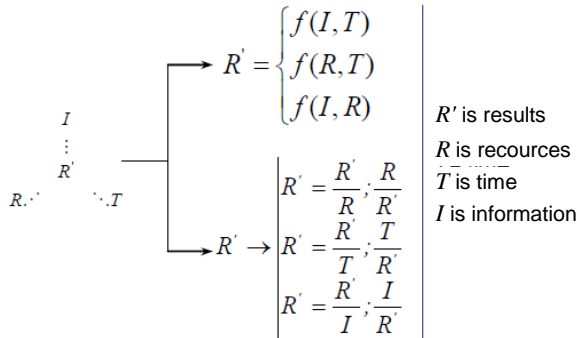 R' = { f(I,T)
f(R,T)
f(I,R)
I
⋮
R'
R⋰ ⋱T
R' → | R' = R'/R ; R/R'
R' = R'/T ; T/R'
R' = R'/I ; I/R'
R' is results
R is recources
T is time
I is information